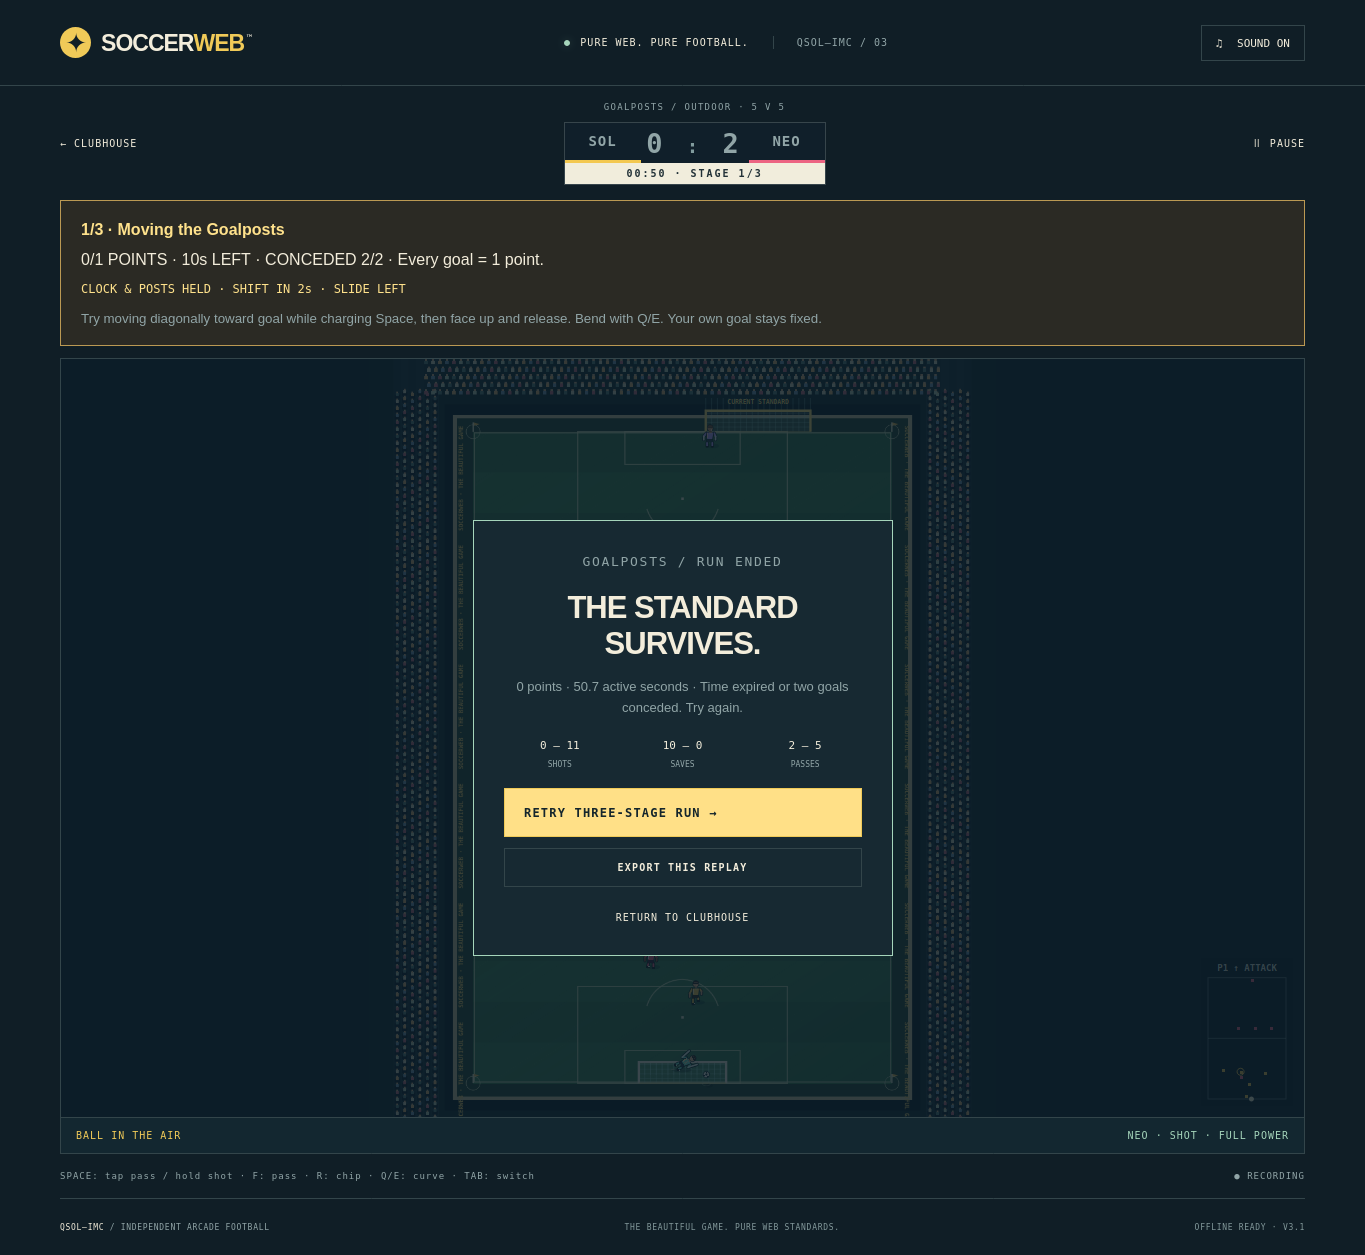 SOCCERWEB™
● PURE WEB. PURE FOOTBALL.
QSOL—IMC / 03
♫ SOUND ON
GOALPOSTS / OUTDOOR · 5 V 5
← CLUBHOUSE
SOL 0 : 2 NEO
00:50 · STAGE 1/3
II PAUSE
1/3 · Moving the Goalposts
0/1 POINTS · 10s LEFT · CONCEDED 2/2 · Every goal = 1 point.
CLOCK & POSTS HELD · SHIFT IN 2s · SLIDE LEFT
Try moving diagonally toward goal while charging Space, then face up and release. Bend with Q/E. Your own goal stays fixed.
CURRENT STANDARD
GOALPOSTS / RUN ENDED
THE STANDARD
SURVIVES.
0 points · 50.7 active seconds · Time expired or two goals
conceded. Try again.
0 — 11
10 — 0
2 — 5
SHOTS
SAVES
PASSES
RETRY THREE-STAGE RUN →
EXPORT THIS REPLAY
RETURN TO CLUBHOUSE
P1 ↑ ATTACK
BALL IN THE AIR
NEO · SHOT · FULL POWER
SPACE: tap pass / hold shot · F: pass · R: chip · Q/E: curve · TAB: switch
● RECORDING
QSOL—IMC / INDEPENDENT ARCADE FOOTBALL
THE BEAUTIFUL GAME. PURE WEB STANDARDS.
OFFLINE READY · V3.1